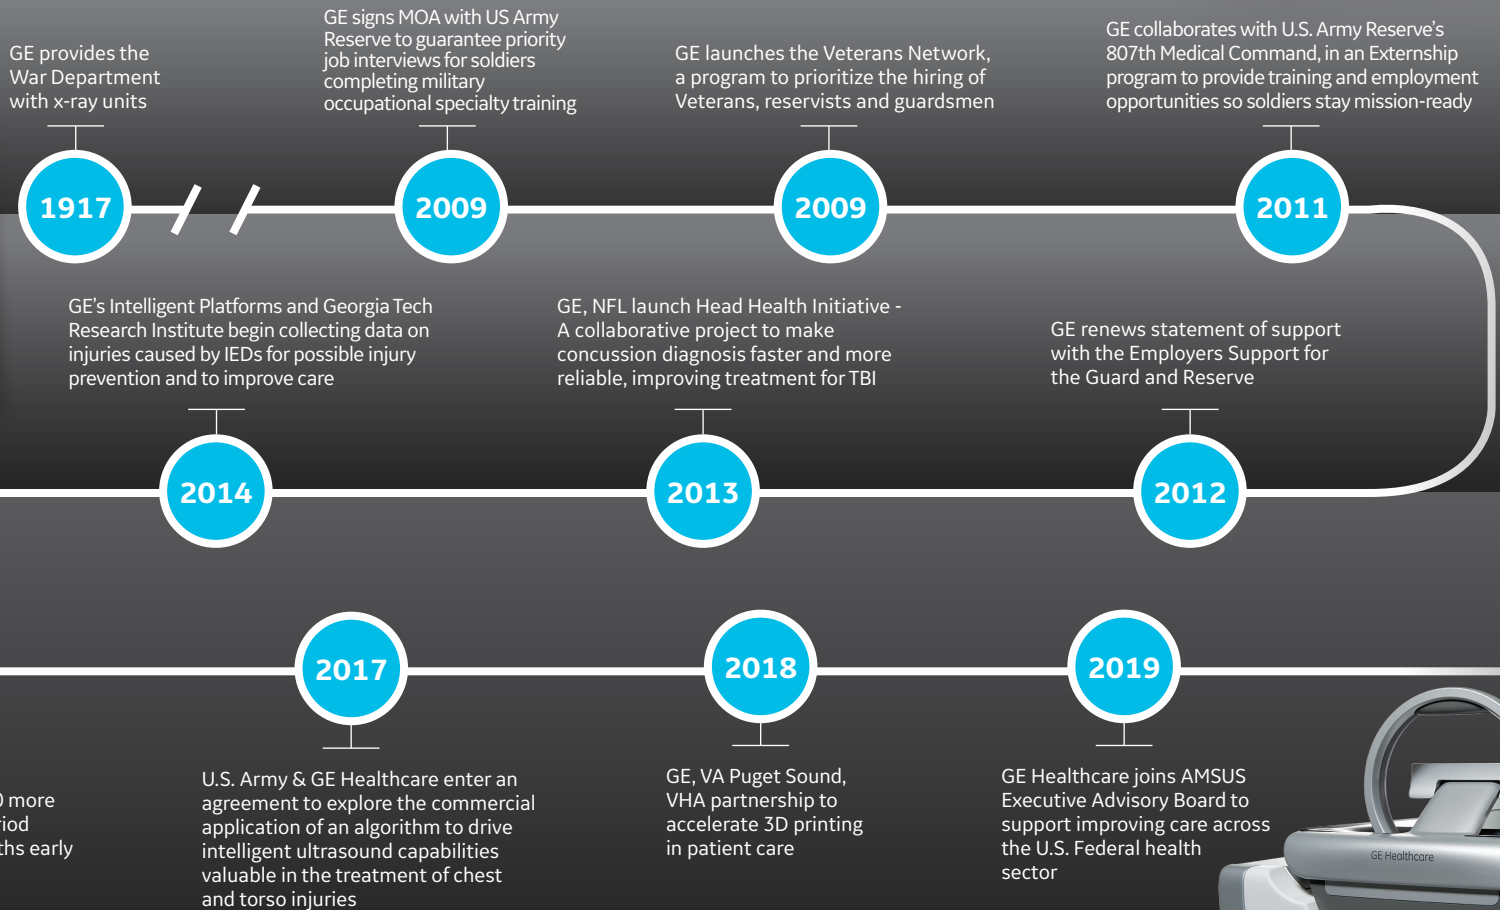 GE provides the
War Department
with x-ray units
GE signs MOA with US Army
Reserve to guarantee priority
job interviews for soldiers
completing military
occupational specialty training
GE launches the Veterans Network,
a program to prioritize the hiring of
Veterans, reservists and guardsmen
GE collaborates with U.S. Army Reserve's
807th Medical Command, in an Externship
program to provide training and employment
opportunities so soldiers stay mission-ready
1917
2009
2009
2011
GE's Intelligent Platforms and Georgia Tech
Research Institute begin collecting data on
injuries caused by IEDs for possible injury
prevention and to improve care
GE, NFL launch Head Health Initiative -
A collaborative project to make
concussion diagnosis faster and more
reliable, improving treatment for TBI
GE renews statement of support
with the Employers Support for
the Guard and Reserve
2014
2013
2012
2017
2018
2019
more
early
U.S. Army & GE Healthcare enter an
agreement to explore the commercial
application of an algorithm to drive
intelligent ultrasound capabilities
valuable in the treatment of chest
and torso injuries
GE, VA Puget Sound,
VHA partnership to
accelerate 3D printing
in patient care
GE Healthcare joins AMSUS
Executive Advisory Board to
support improving care across
the U.S. Federal health
sector
GE Healthcare